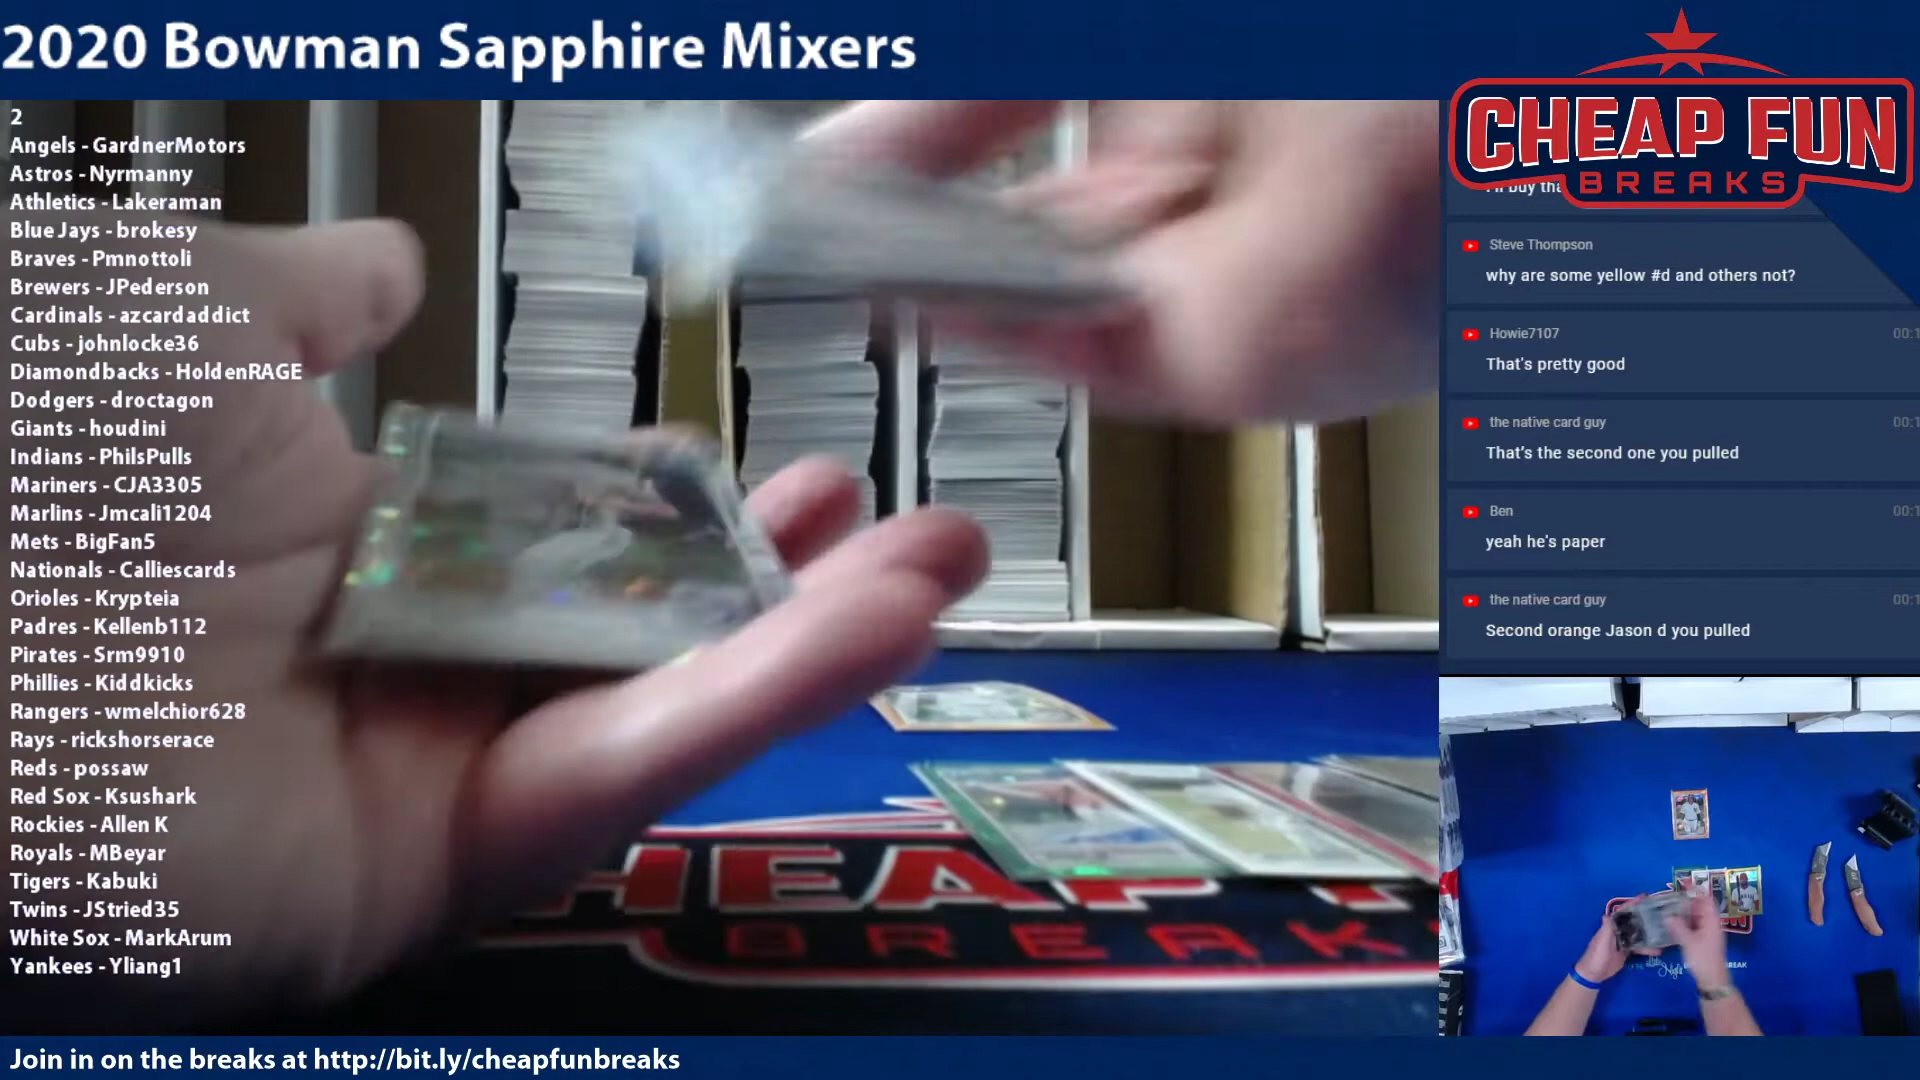 2020 Bowman Sapphire Mixers
2
Angels - GardnerMotors
Astros - Nyrmanny
Athletics - Lakeraman
Blue Jays - brokesy
Braves - Pmnottoli
Brewers - JPederson
Cardinals - azcardaddict
Cubs - johnlocke36
Diamondbacks - HoldenRAGE
Dodgers - droctagon
Giants - houdini
Indians - PhilsPulls
Mariners - CJA3305
Marlins - Jmcali1204
Mets - BigFan5
Nationals - Calliescards
Orioles - Krypteia
Padres - Kellenb112
Pirates - Srm9910
Phillies - Kiddkicks
Rangers - wmelchior628
Rays - rickshorserace
Reds - possaw
Red Sox - Ksushark
Rockies - Allen K
Royals - MBeyar
Tigers - Kabuki
Twins - JStried35
White Sox - MarkArum
Yankees - Yliang1
Join in on the breaks at http://bit.ly/cheapfunbreaks
CHEAP FUN
BREAKS
I'll buy
Steve Thompson
why are some yellow #d and others not?
Howie7107
That's pretty good
the native card guy
That's the second one you pulled
Ben
yeah he's paper
the native card guy
Second orange Jason d you pulled
HEAP
BREAK